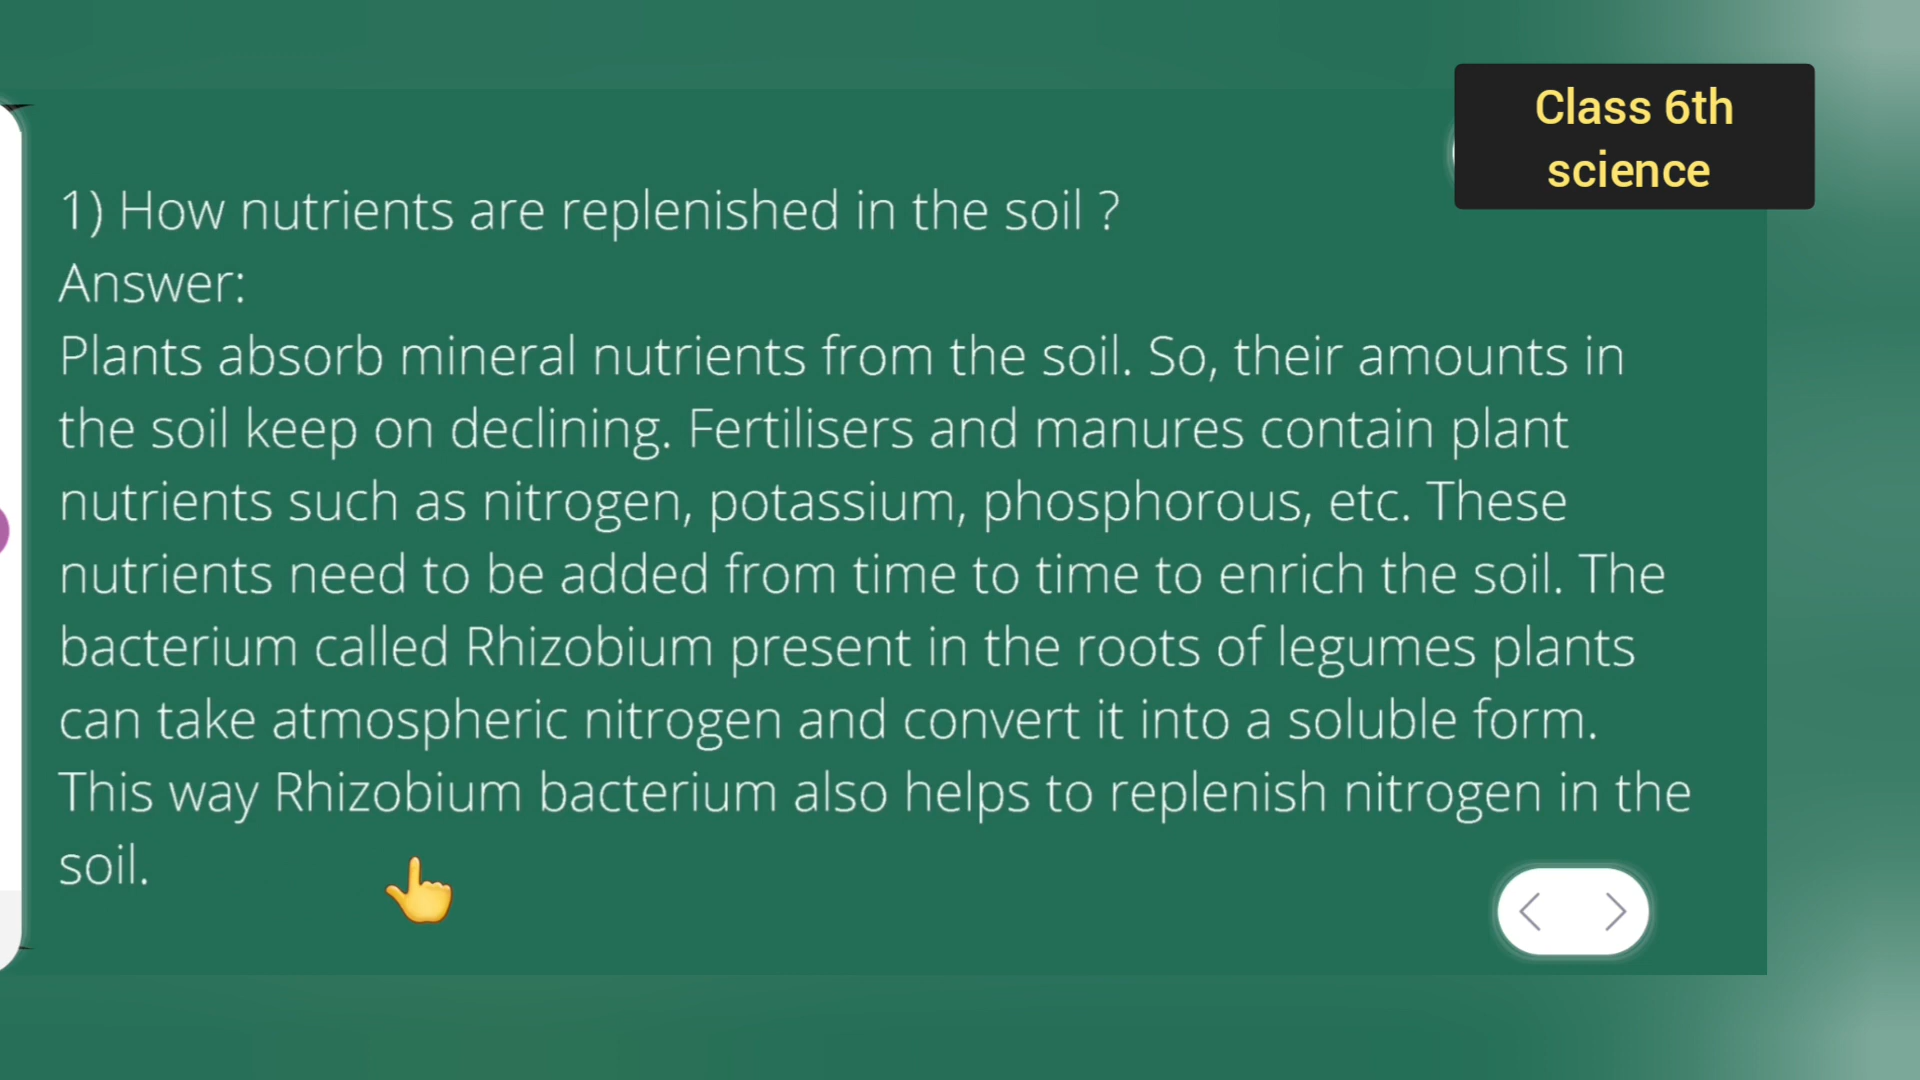 Class 6th
science
1) How nutrients are replenished in the soil ?
Answer:
Plants absorb mineral nutrients from the soil. So, their amounts in
the soil keep on declining. Fertilisers and manures contain plant
nutrients such as nitrogen, potassium, phosphorous, etc. These
nutrients need to be added from time to time to enrich the soil. The
bacterium called Rhizobium present in the roots of legumes plants
can take atmospheric nitrogen and convert it into a soluble form.
This way Rhizobium bacterium also helps to replenish nitrogen in the
soil.